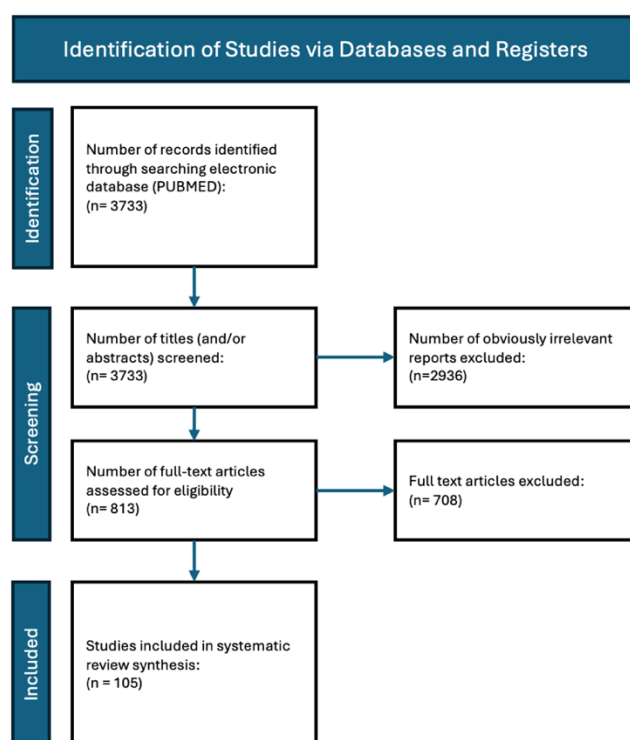 Identification of Studies via Databases and Registers
Identification
Number of records identified
through searching electronic
database (PUBMED):
(n= 3733)
Screening
Number of titles (and/or
abstracts) screened:
(n= 3733)
Number of obviously irrelevant
reports excluded:
(n=2936)
Number of full-text articles
assessed for eligibility
(n= 813)
Full text articles excluded:
(n= 708)
Included
Studies included in systematic
review synthesis:
(n = 105)